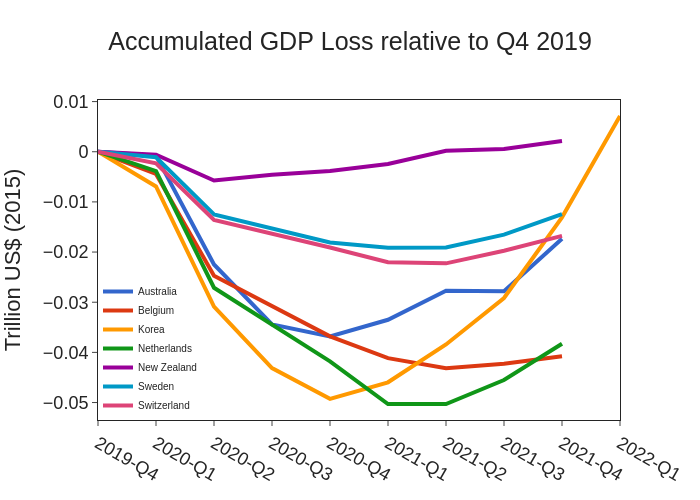 Accumulated GDP Loss relative to Q4 2019
Trillion US$ (2015)
0.01
0
−0.01
−0.02
−0.03
−0.04
−0.05
Australia
Belgium
Korea
Netherlands
New Zealand
Sweden
Switzerland
2019-Q4
2020-Q1
2020-Q2
2020-Q3
2020-Q4
2021-Q1
2021-Q2
2021-Q3
2021-Q4
2022-Q1